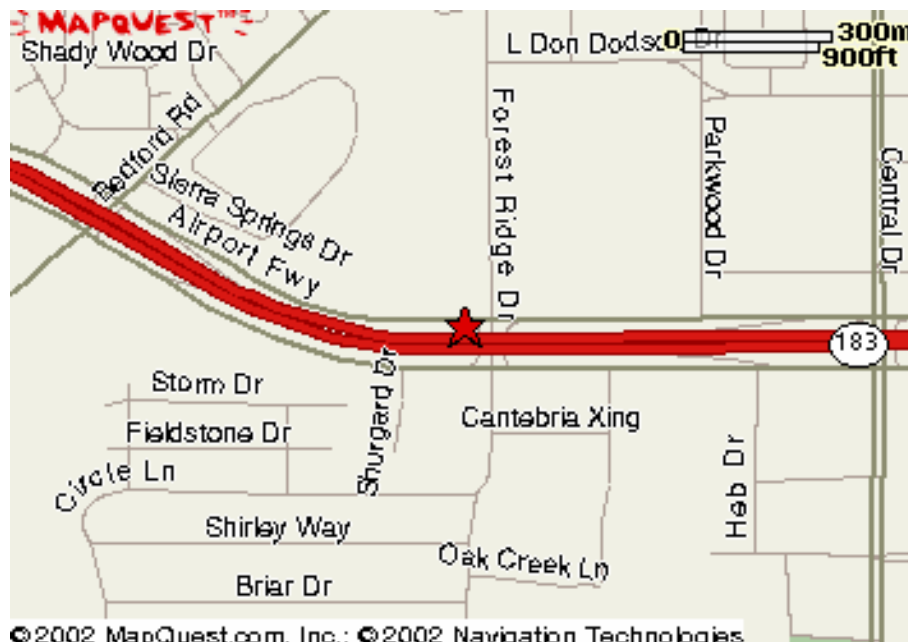 MAPQUEST™
Shady Wood Dr
L Don Dodson Dr
0
300m
900ft
Bedford Rd
Forest Ridge Dr
Parkwood Dr
Central Dr
Sierra Springs Dr
Airport Fwy
183
Shurgard Dr
Storm Dr
Cantebria Xing
Fieldstone Dr
Heb Dr
Circle Ln
Shirley Way
Oak Creek Ln
Briar Dr
©2002 MapQuest.com, Inc.; ©2002 Navigation Technologies